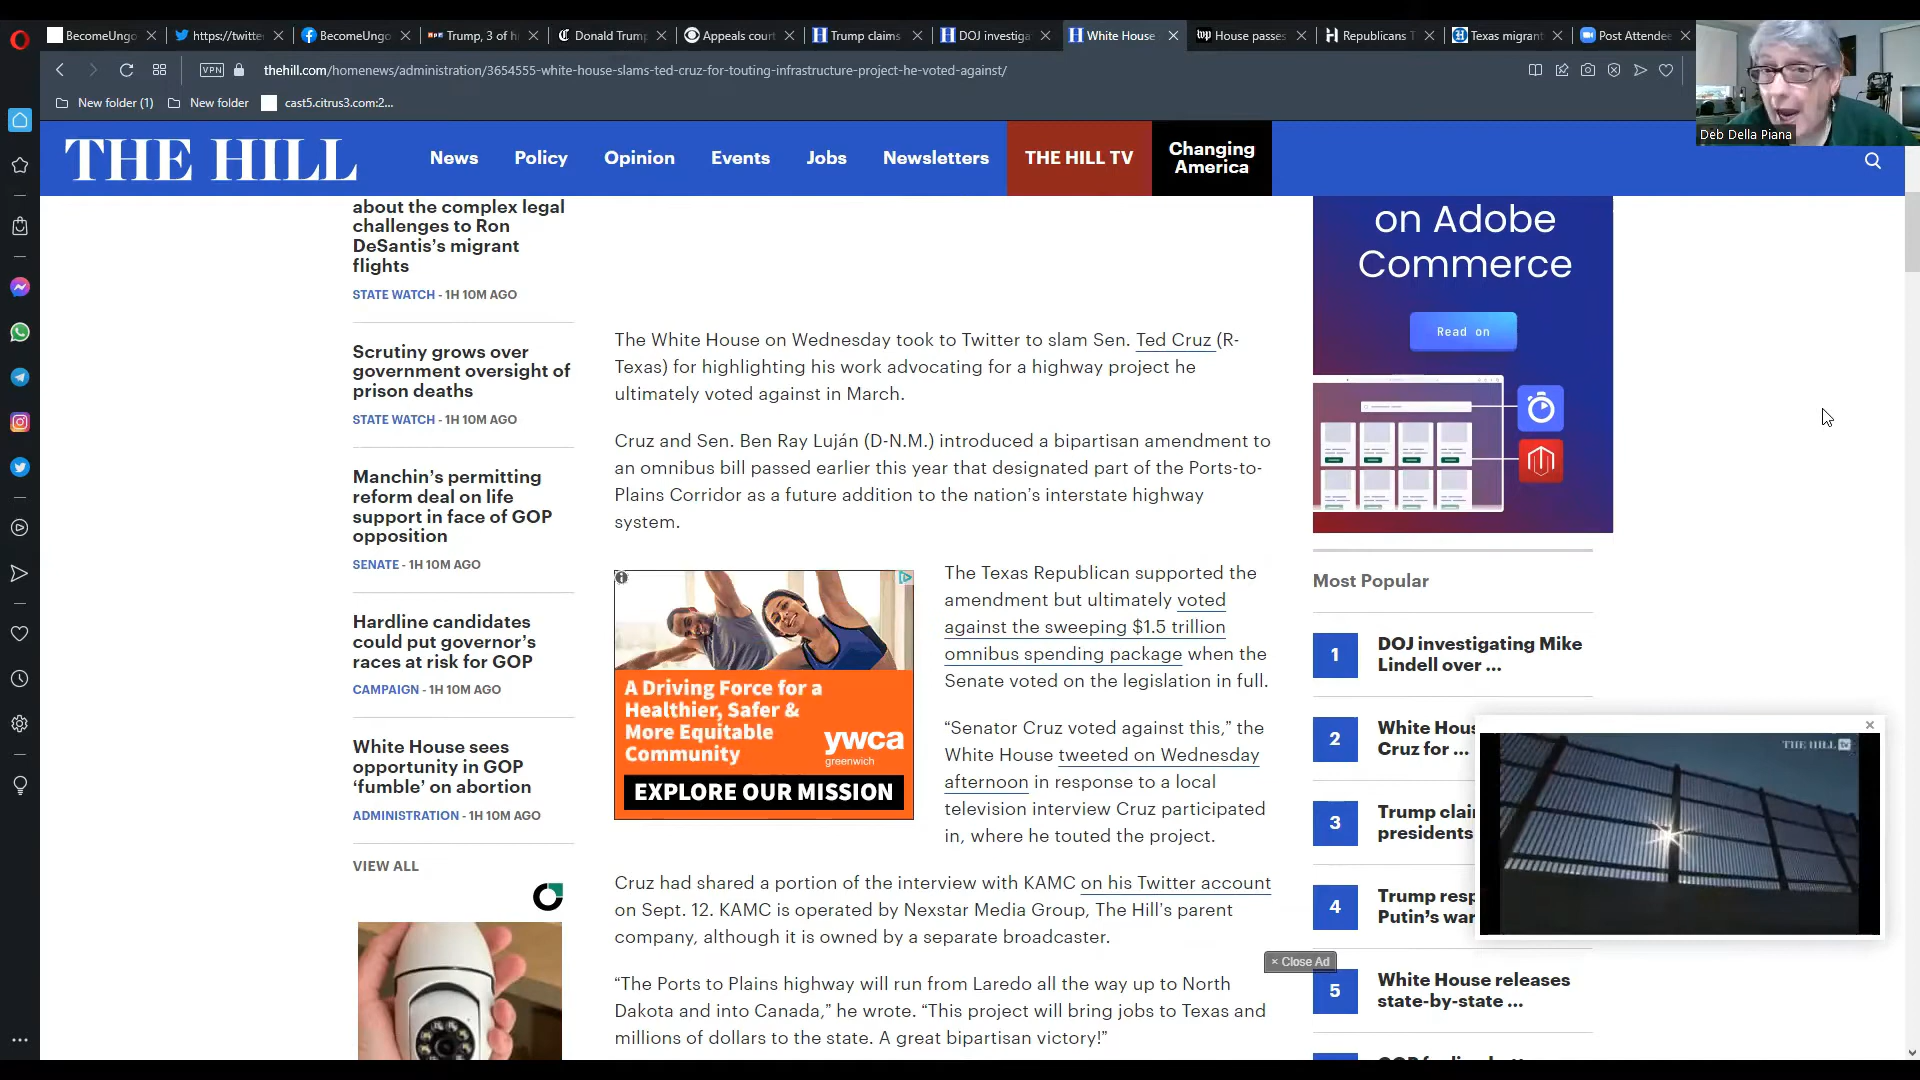 BecomeUngo
https://twitte
BecomeUngo
Trump, 3 of h
Donald Trump
Appeals cour
Trump claims
DOJ investiga
White House
House passes
Republicans T
Texas migran
Post Attendee
VPN
thehill.com/homenews/administration/3654555-white-house-slams-ted-cruz-for-touting-infrastructure-project-he-voted-against/
New folder (1)
New folder
cast5.citrus3.com:2...
Deb Della Piana
THE HILL
News
Policy
Opinion
Events
Jobs
Newsletters
THE HILL TV
Changing
America
about the complex legal
challenges to Ron
DeSantis's migrant
flights
STATE WATCH - 1H 10M AGO
Scrutiny grows over
government oversight of
prison deaths
STATE WATCH - 1H 10M AGO
Manchin's permitting
reform deal on life
support in face of GOP
opposition
SENATE - 1H 10M AGO
Hardline candidates
could put governor's
races at risk for GOP
CAMPAIGN - 1H 10M AGO
White House sees
opportunity in GOP
'fumble' on abortion
ADMINISTRATION - 1H 10M AGO
VIEW ALL
The White House on Wednesday took to Twitter to slam Sen. Ted Cruz (R-
Texas) for highlighting his work advocating for a highway project he
ultimately voted against in March.
Cruz and Sen. Ben Ray Luján (D-N.M.) introduced a bipartisan amendment to
an omnibus bill passed earlier this year that designated part of the Ports-to-
Plains Corridor as a future addition to the nation's interstate highway
system.
A Driving Force for a
Healthier, Safer &
More Equitable
Community
ywca
greenwich
EXPLORE OUR MISSION
The Texas Republican supported the
amendment but ultimately voted
against the sweeping $1.5 trillion
omnibus spending package when the
Senate voted on the legislation in full.
“Senator Cruz voted against this,” the
White House tweeted on Wednesday
afternoon in response to a local
television interview Cruz participated
in, where he touted the project.
Cruz had shared a portion of the interview with KAMC on his Twitter account
on Sept. 12. KAMC is operated by Nexstar Media Group, The Hill's parent
company, although it is owned by a separate broadcaster.
“The Ports to Plains highway will run from Laredo all the way up to North
Dakota and into Canada,” he wrote. “This project will bring jobs to Texas and
millions of dollars to the state. A great bipartisan victory!”
× Close Ad
on Adobe
Commerce
Read on
Most Popular
1
DOJ investigating Mike
Lindell over ...
2
White Hous
Cruz for ...
3
Trump clai
presidents
4
Trump resp
Putin's war
5
White House releases
state-by-state ...
THE HILL TV